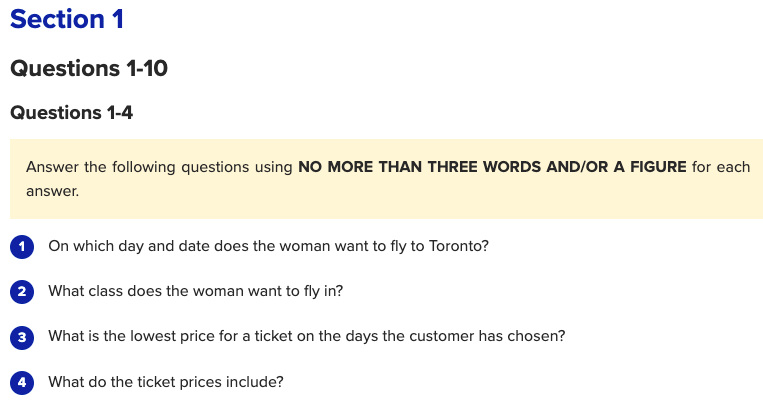 Section 1
Questions 1-10
Questions 1-4
Answer the following questions using NO MORE THAN THREE WORDS AND/OR A FIGURE for each
answer.
1 On which day and date does the woman want to fly to Toronto?
2 What class does the woman want to fly in?
3 What is the lowest price for a ticket on the days the customer has chosen?
4 What do the ticket prices include?